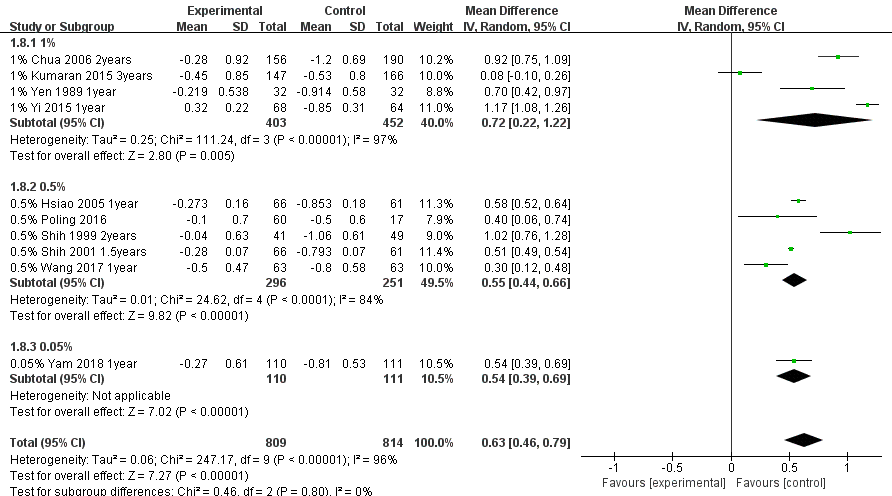 Experimental Control Mean Difference Mean Difference
Study or Subgroup Mean SD Total Mean SD Total Weight IV, Random, 95% CI IV, Random, 95% CI
1.8.1 1%
1% Chua 2006 2years -0.28 0.92 156 -1.2 0.69 190 10.2% 0.92 [0.75, 1.09]
1% Kumaran 2015 3years -0.45 0.85 147 -0.53 0.8 166 10.2% 0.08 [-0.10, 0.26]
1% Yen 1989 1year -0.219 0.538 32 -0.914 0.58 32 8.8% 0.70 [0.42, 0.97]
1% Yi 2015 1year 0.32 0.22 68 -0.85 0.31 64 11.0% 1.17 [1.08, 1.26]
Subtotal (95% CI) 403 452 40.0% 0.72 [0.22, 1.22]
Heterogeneity: Tau² = 0.25; Chi² = 111.24, df = 3 (P < 0.00001); I² = 97%
Test for overall effect: Z = 2.80 (P = 0.005)
1.8.2 0.5%
0.5% Hsiao 2005 1year -0.273 0.16 66 -0.853 0.18 61 11.3% 0.58 [0.52, 0.64]
0.5% Poling 2016 -0.1 0.7 60 -0.5 0.6 17 7.9% 0.40 [0.06, 0.74]
0.5% Shih 1999 2years -0.04 0.63 41 -1.06 0.61 49 9.0% 1.02 [0.76, 1.28]
0.5% Shih 2001 1.5years -0.28 0.07 66 -0.793 0.07 61 11.4% 0.51 [0.49, 0.54]
0.5% Wang 2017 1year -0.5 0.47 63 -0.8 0.58 63 10.0% 0.30 [0.12, 0.48]
Subtotal (95% CI) 296 251 49.5% 0.55 [0.44, 0.66]
Heterogeneity: Tau² = 0.01; Chi² = 24.62, df = 4 (P < 0.0001); I² = 84%
Test for overall effect: Z = 9.82 (P < 0.00001)
1.8.3 0.05%
0.05% Yam 2018 1year -0.27 0.61 110 -0.81 0.53 111 10.5% 0.54 [0.39, 0.69]
Subtotal (95% CI) 110 111 10.5% 0.54 [0.39, 0.69]
Heterogeneity: Not applicable
Test for overall effect: Z = 7.02 (P < 0.00001)
Total (95% CI) 809 814 100.0% 0.63 [0.46, 0.79]
Heterogeneity: Tau² = 0.06; Chi² = 247.17, df = 9 (P < 0.00001); I² = 96%
-1 -0.5 0 0.5 1
Test for overall effect: Z = 7.27 (P < 0.00001)
Favours [experimental] Favours [control]
Test for subgroup differences: Chi² = 0.46, df = 2 (P = 0.80), I² = 0%